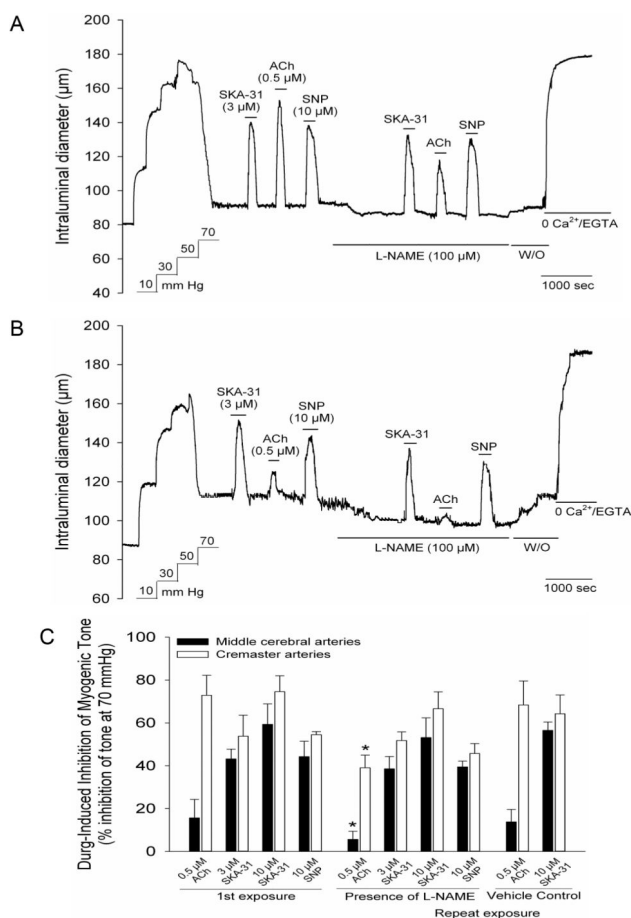 A
Intraluminal diameter (µm)
200
180
160
140
120
100
80
60
40
SKA-31
(3 µM)
ACh
(0.5 µM)
SNP
(10 µM)
SKA-31
ACh
SNP
10
30
50
70
mm Hg
L-NAME (100 µM)
W/O
0 Ca²⁺/EGTA
1000 sec
B
Intraluminal diameter (µm)
200
180
160
140
120
100
80
60
SKA-31
(3 µM)
ACh
(0.5 µM)
SNP
(10 µM)
SKA-31
ACh
SNP
10
30
50
70
mm Hg
L-NAME (100 µM)
W/O
0 Ca²⁺/EGTA
1000 sec
C
Durg-Induced Inhibition of Myogenic Tone
(% inhibition of tone at 70 mmHg)
100
80
60
40
20
0
Middle cerebral arteries
Cremaster arteries
*
*
0.5 µM
ACh
3 µM
SKA-31
10 µM
SKA-31
10 µM
SNP
0.5 µM
ACh
3 µM
SKA-31
10 µM
SKA-31
10 µM
SNP
0.5 µM
ACh
10 µM
SKA-31
1st exposure
Presence of L-NAME
Vehicle Control
Repeat exposure